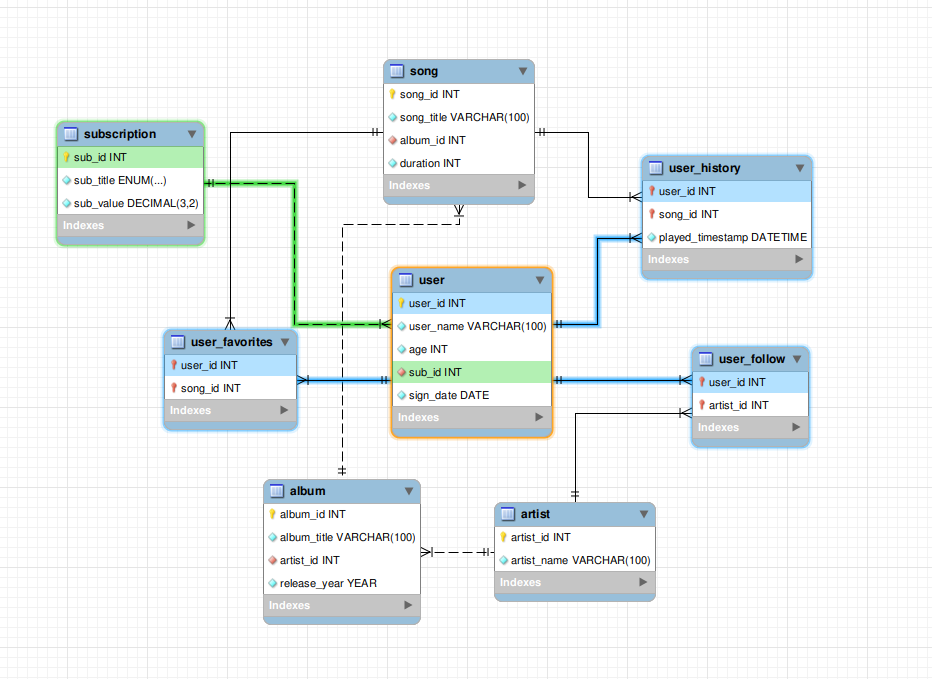 song
song_id INT
song_title VARCHAR(100)
album_id INT
duration INT
Indexes
subscription
sub_id INT
sub_title ENUM(...)
sub_value DECIMAL(3,2)
Indexes
user_history
user_id INT
song_id INT
played_timestamp DATETIME
Indexes
user
user_id INT
user_name VARCHAR(100)
age INT
sub_id INT
sign_date DATE
Indexes
user_favorites
user_id INT
song_id INT
Indexes
user_follow
user_id INT
artist_id INT
Indexes
album
album_id INT
album_title VARCHAR(100)
artist_id INT
release_year YEAR
Indexes
artist
artist_id INT
artist_name VARCHAR(100)
Indexes